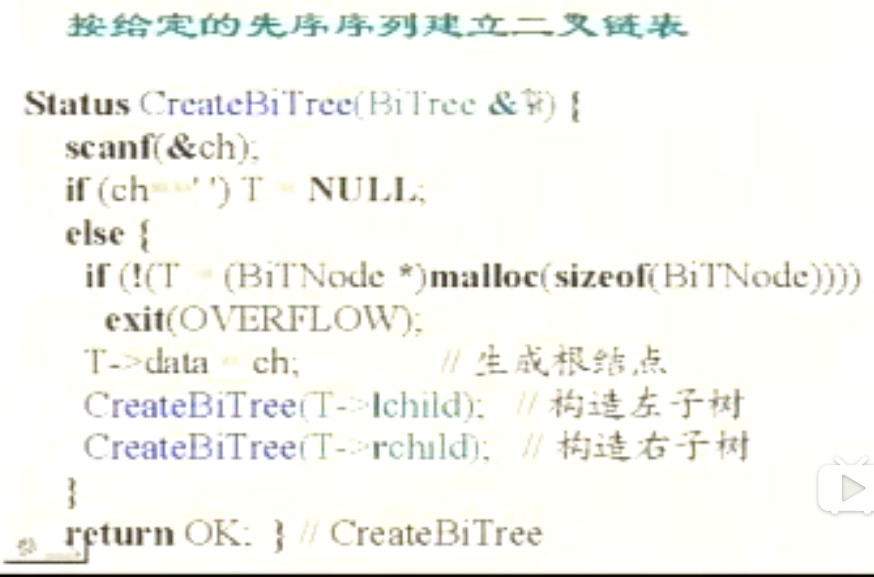 按给定的先序序列建立二叉链表
Status CreateBiTree(BiTree &T) {
scanf(&ch);
if (ch==' ') T = NULL;
else {
if (!(T = (BiTNode *)malloc(sizeof(BiTNode))))
exit(OVERFLOW);
T->data = ch; // 生成根结点
CreateBiTree(T->lchild); // 构造左子树
CreateBiTree(T->rchild); // 构造右子树
}
return OK; } // CreateBiTree